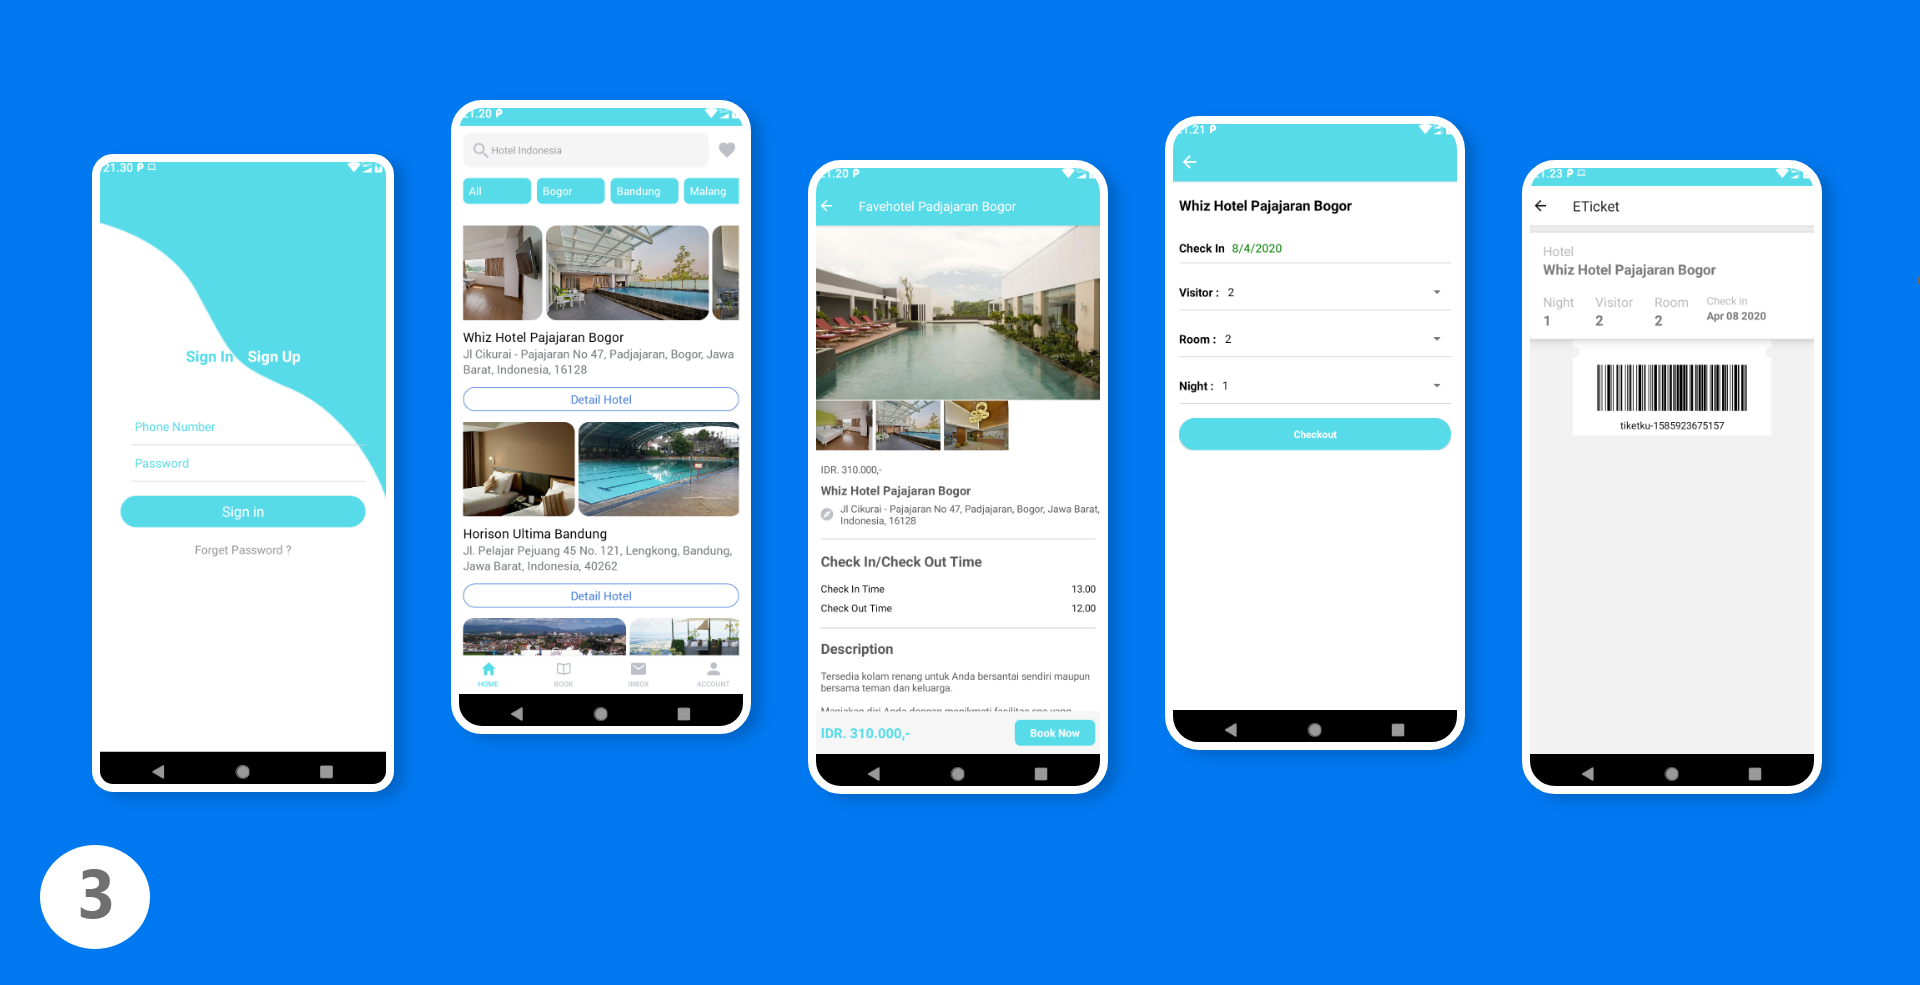 21.30 P
Sign In Sign Up
Phone Number
Password
Sign in
Forget Password ?
21.20 P
Hotel Indonesia
All Bogor Bandung Malang
Whiz Hotel Pajajaran Bogor
Jl Cikurai - Pajajaran No 47, Padjajaran, Bogor, Jawa
Barat, Indonesia, 16128
Detail Hotel
Horison Ultima Bandung
Jl. Pelajar Pejuang 45 No. 121, Lengkong, Bandung,
Jawa Barat, Indonesia, 40262
Detail Hotel
HOME BOOK INBOX ACCOUNT
21.20 P
Favehotel Padjajaran Bogor
IDR. 310.000,-
Whiz Hotel Pajajaran Bogor
Jl Cikurai - Pajajaran No 47, Padjajaran, Bogor, Jawa Barat,
Indonesia, 16128
Check In/Check Out Time
Check In Time 13.00
Check Out Time 12.00
Description
Tersedia kolam renang untuk Anda bersantai sendiri maupun
bersama teman dan keluarga.
Manjakan diri Anda dengan menikmati fasilitas spa yang
IDR. 310.000,- Book Now
21.21 P
Whiz Hotel Pajajaran Bogor
Check In 8/4/2020
Visitor : 2
Room : 2
Night : 1
Checkout
21.23 P
ETicket
Hotel
Whiz Hotel Pajajaran Bogor
Night Visitor Room Check in
1 2 2 Apr 08 2020
tiketku-1585923675157
3